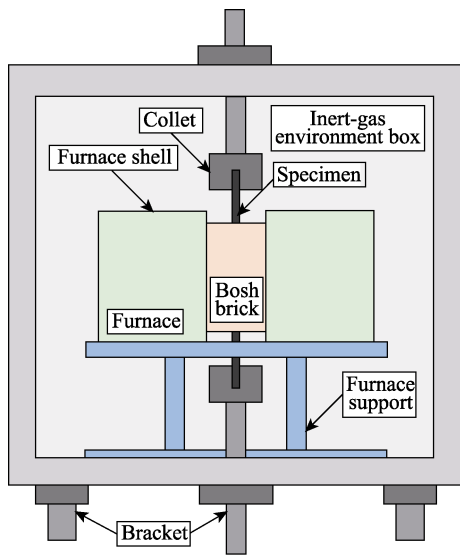 Collet
Inert-gas
environment box
Furnace shell
Specimen
Bosh
brick
Furnace
Furnace
support
Bracket